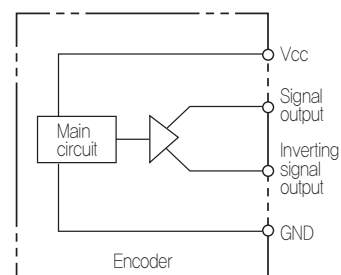 Vcc
Signal
output
Main
circuit
Inverting
signal
output
GND
Encoder